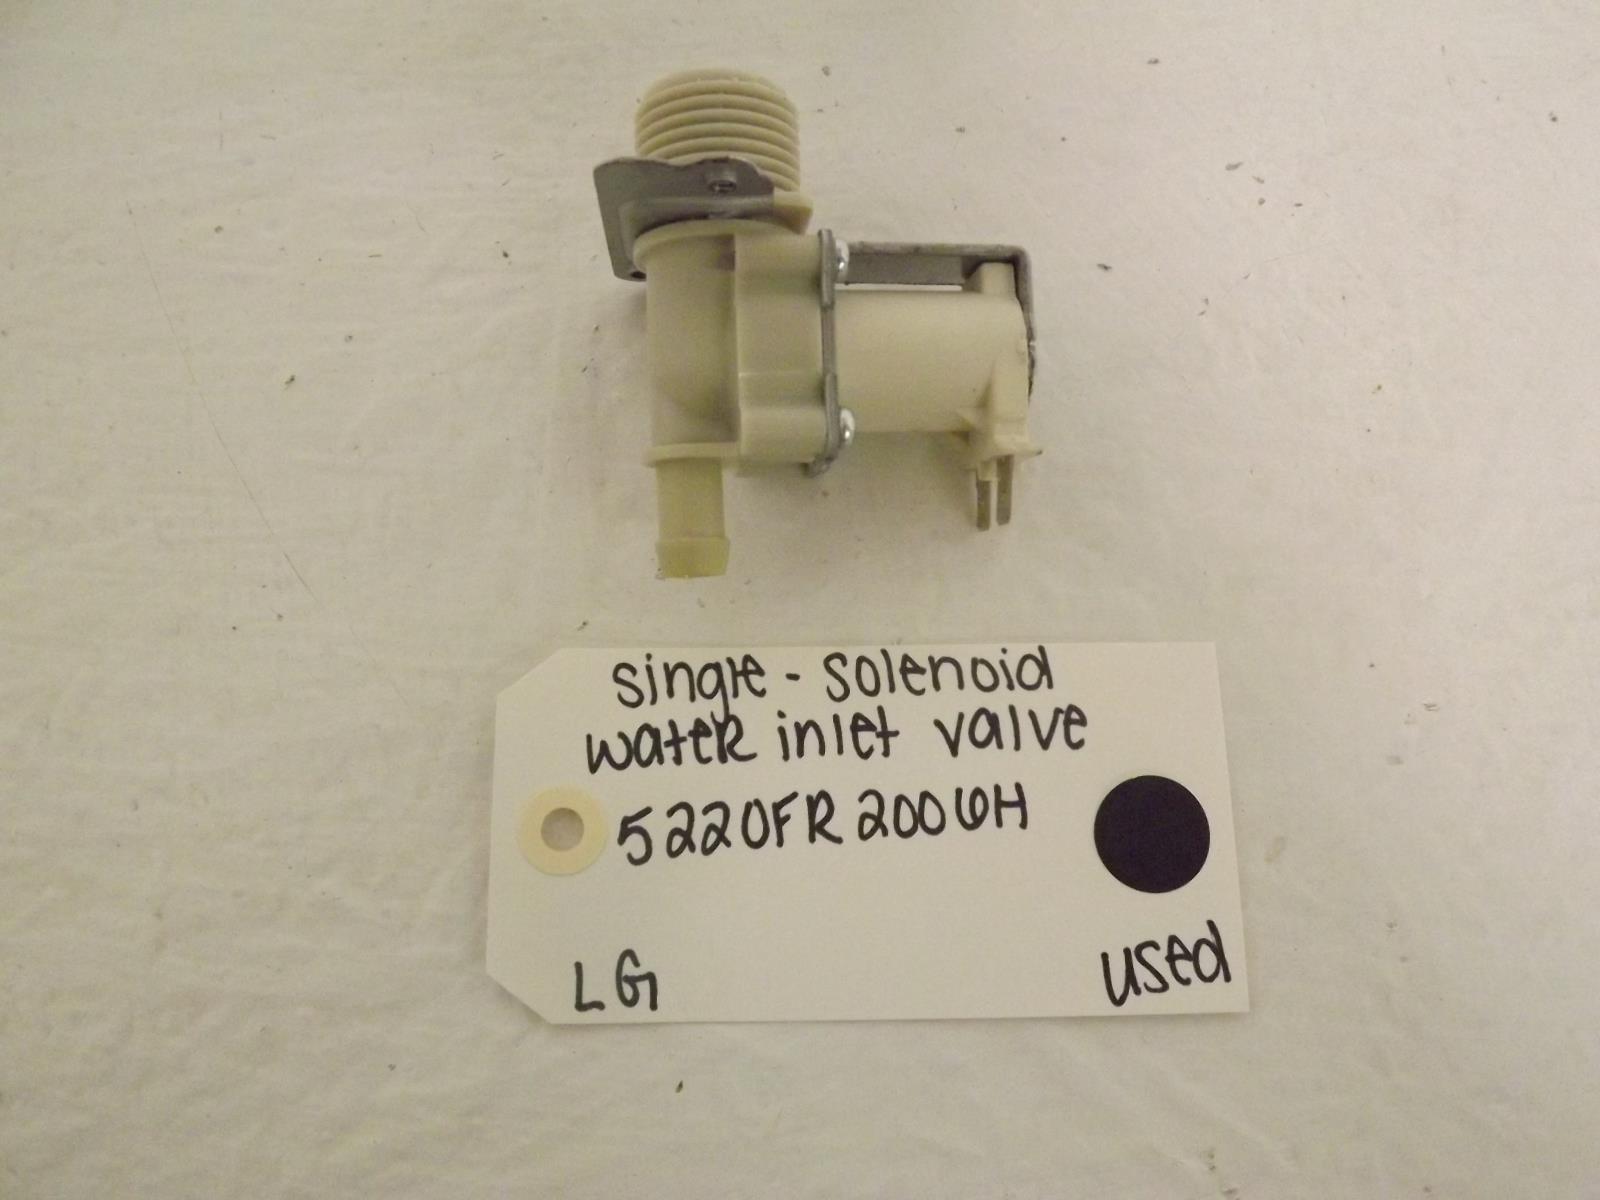 single - solenoid
water inlet valve
5220FR2006H
LG
used